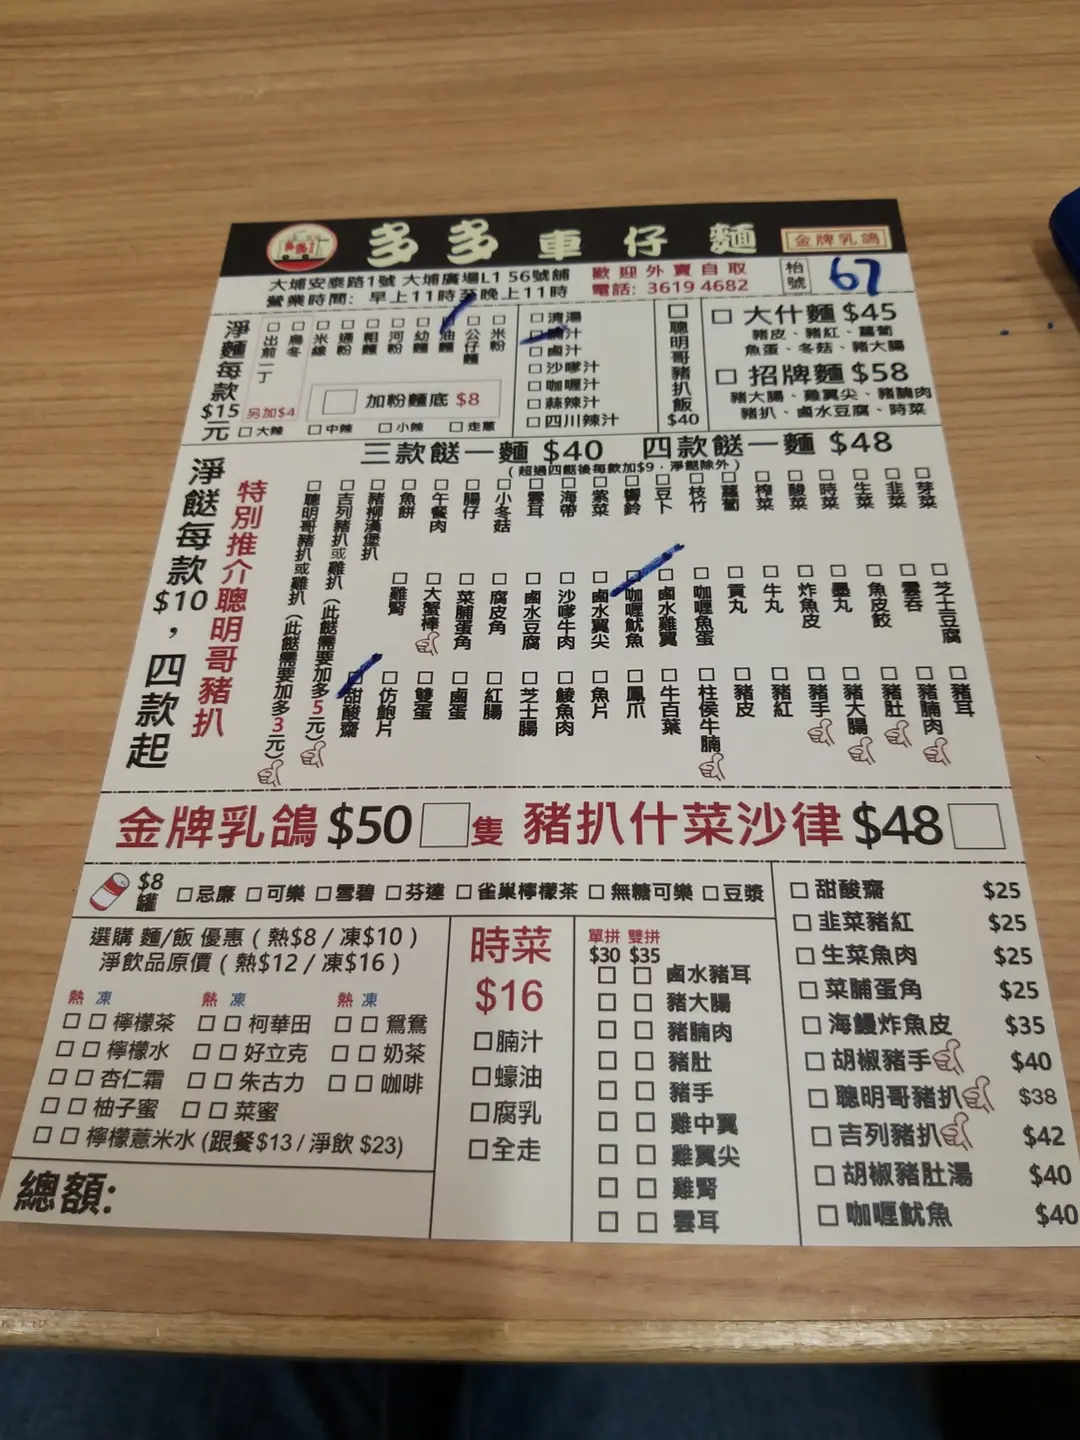 多多車仔麵 金牌乳鴿
大埔安泰路1號 大埔廣場L1 56號舖
營業時間: 早上11時至晚上11時
歡迎外賣自取
電話: 3619 4682
枱號 67
淨麵每款$15元
□出前一丁 另加$4
□烏冬
□米線
□通粉
□粗麵
□河粉
□幼麵
□油麵
□公仔麵
□米粉
□ 加粉麵底 $8
□大辣 □中辣 □小辣 □走蔥
□清湯
□腩汁
□鹵汁
□沙嗲汁
□咖喱汁
□蒜辣汁
□四川辣汁
□聰明哥豬扒飯 $40
□ 大什麵 $45
豬皮、豬紅、蘿蔔
魚蛋、冬菇、豬大腸
□ 招牌麵 $58
豬大腸、雞翼尖、豬腩肉
豬扒、鹵水豆腐、時菜
三款餸一麵 $40 四款餸一麵 $48
(超過四餸後每款加$9，淨餸除外)
淨餸每款$10，四款起
特別推介聰明哥豬扒
□聰明哥豬扒或雞扒(此餸需要加多3元)
□吉列豬扒或雞扒(此餸需要加多5元)
□豬柳漢堡扒
□魚餅
□午餐肉
□腸仔
□小冬菇
□雲耳
□海帶
□紫菜
□響鈴
□豆卜
□枝竹
□蘿蔔
□榨菜
□酸菜
□時菜
□生菜
□韭菜
□芽菜
□雞腎
□大蟹棒
□菜脯蛋角
□腐皮角
□鹵水豆腐
□沙嗲牛肉
□鹵水翼尖
□咖喱魷魚
□鹵水雞翼
□咖喱魚蛋
□貢丸
□牛丸
□炸魚皮
□墨丸
□魚皮餃
□雲吞
□芝士豆腐
□甜酸齋
□仿鮑片
□雙蛋
□鹵蛋
□紅腸
□芝士腸
□鯪魚肉
□魚片
□鳳爪
□牛百葉
□柱侯牛腩
□豬皮
□豬紅
□豬手
□豬大腸
□豬肚
□豬腩肉
□豬耳
金牌乳鴿 $50 □隻 豬扒什菜沙律 $48 □
$8罐 □忌廉 □可樂 □雪碧 □芬達 □雀巢檸檬茶 □無糖可樂 □豆漿
選購 麵/飯 優惠 ( 熱$8 / 凍$10 )
淨飲品原價 ( 熱$12 / 凍$16 )
熱 凍 熱 凍 熱 凍
□ □ 檸檬茶 □ □ 柯華田 □ □ 鴛鴦
□ □ 檸檬水 □ □ 好立克 □ □ 奶茶
□ □ 杏仁霜 □ □ 朱古力 □ □ 咖啡
□ □ 柚子蜜 □ □ 菜蜜
□ □ 檸檬薏米水 (跟餐$13 / 淨飲 $23)
總額:
時菜
$16
□腩汁
□蠔油
□腐乳
□全走
單拼 雙拼
$30 $35
□ □ 鹵水豬耳
□ □ 豬大腸
□ □ 豬腩肉
□ □ 豬肚
□ □ 豬手
□ □ 雞中翼
□ □ 雞翼尖
□ □ 雞腎
□ □ 雲耳
□ 甜酸齋 $25
□ 韭菜豬紅 $25
□ 生菜魚肉 $25
□ 菜脯蛋角 $25
□ 海鰻炸魚皮 $35
□ 胡椒豬手 $40
□ 聰明哥豬扒 $38
□ 吉列豬扒 $42
□ 胡椒豬肚湯 $40
□ 咖喱魷魚 $40